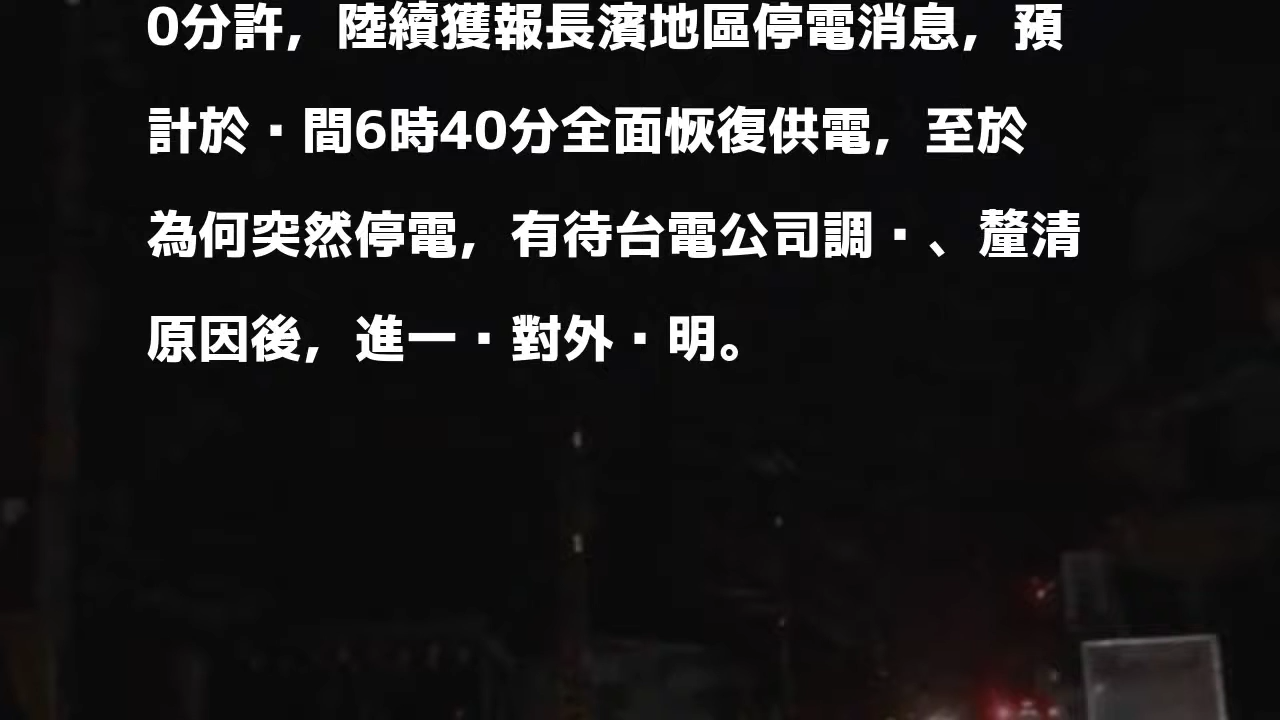 0分許，陸續獲報長濱地區停電消息，預
計於▪間6時40分全面恢復供電，至於
為何突然停電，有待台電公司調▪、釐清
原因後，進一▪對外▪明。